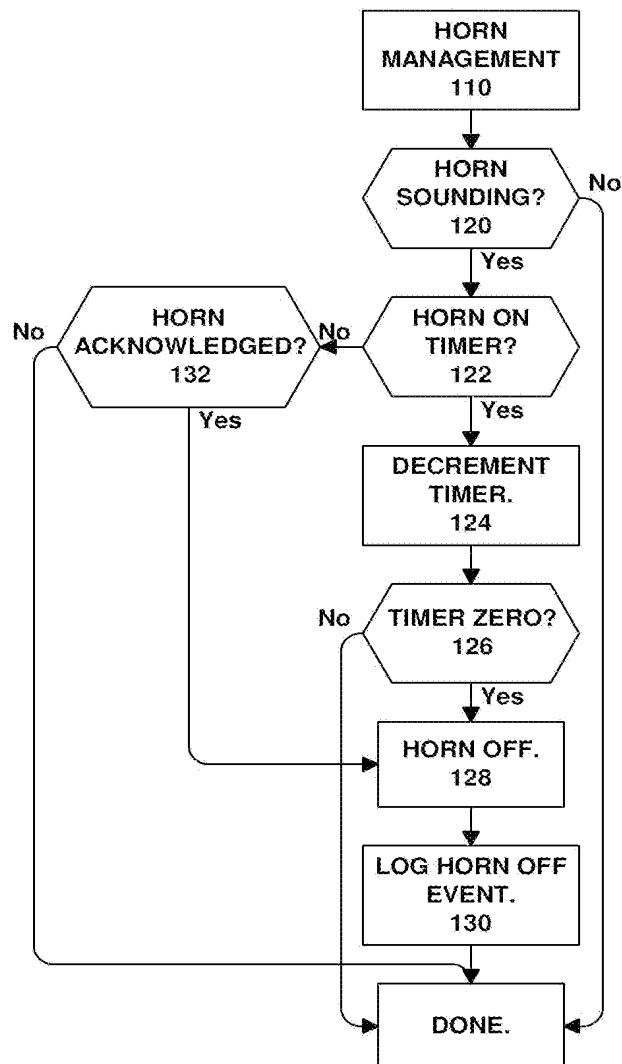 HORN
MANAGEMENT
110
HORN
SOUNDING?
120
No
Yes
No
HORN
ACKNOWLEDGED?
132
No
HORN ON
TIMER?
122
Yes
Yes
DECREMENT
TIMER.
124
No
TIMER ZERO?
126
Yes
HORN OFF.
128
LOG HORN OFF
EVENT.
130
DONE.